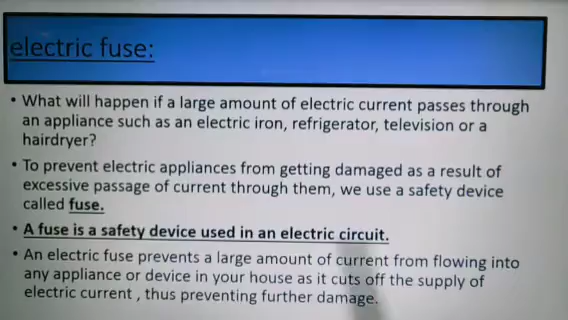 electric fuse:
• What will happen if a large amount of electric current passes through
an appliance such as an electric iron, refrigerator, television or a
hairdryer?
• To prevent electric appliances from getting damaged as a result of
excessive passage of current through them, we use a safety device
called fuse.
• A fuse is a safety device used in an electric circuit.
• An electric fuse prevents a large amount of current from flowing into
any appliance or device in your house as it cuts off the supply of
electric current , thus preventing further damage.